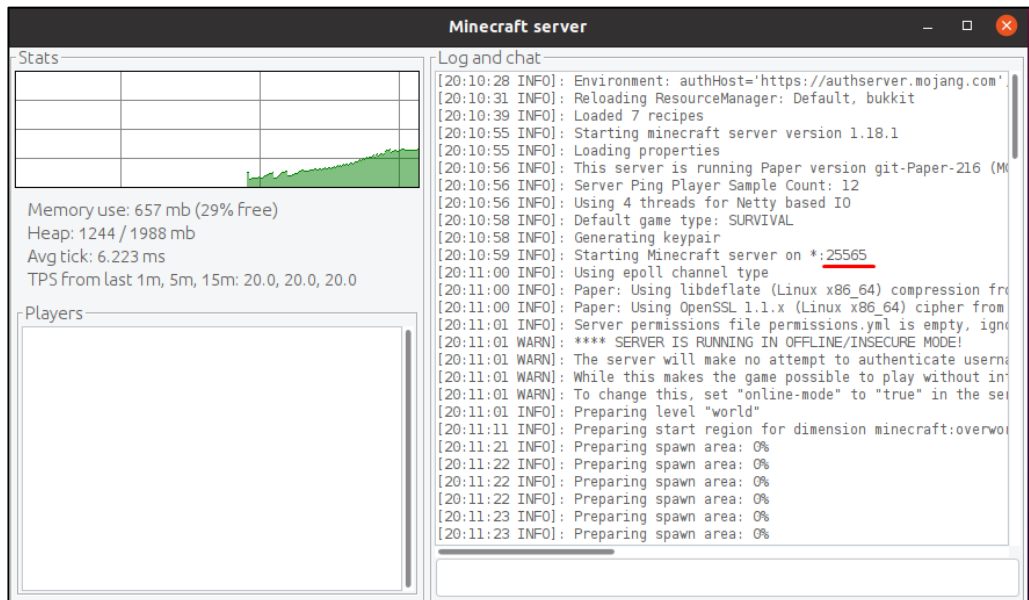 Minecraft server
Stats
Memory use: 657 mb (29% free)
Heap: 1244 / 1988 mb
Avg tick: 6.223 ms
TPS from last 1m, 5m, 15m: 20.0, 20.0, 20.0
Players
Log and chat
[20:10:28 INFO]: Environment: authHost='https://authserver.mojang.com',
[20:10:31 INFO]: Reloading ResourceManager: Default, bukkit
[20:10:39 INFO]: Loaded 7 recipes
[20:10:55 INFO]: Starting minecraft server version 1.18.1
[20:10:55 INFO]: Loading properties
[20:10:56 INFO]: This server is running Paper version git-Paper-216 (MC
[20:10:56 INFO]: Server Ping Player Sample Count: 12
[20:10:56 INFO]: Using 4 threads for Netty based IO
[20:10:58 INFO]: Default game type: SURVIVAL
[20:10:58 INFO]: Generating keypair
[20:10:59 INFO]: Starting Minecraft server on *:25565
[20:11:00 INFO]: Using epoll channel type
[20:11:00 INFO]: Paper: Using libdeflate (Linux x86_64) compression fro
[20:11:00 INFO]: Paper: Using OpenSSL 1.1.x (Linux x86_64) cipher from
[20:11:01 INFO]: Server permissions file permissions.yml is empty, igno
[20:11:01 WARN]: **** SERVER IS RUNNING IN OFFLINE/INSECURE MODE!
[20:11:01 WARN]: The server will make no attempt to authenticate userna
[20:11:01 WARN]: While this makes the game possible to play without int
[20:11:01 WARN]: To change this, set "online-mode" to "true" in the ser
[20:11:01 INFO]: Preparing level "world"
[20:11:11 INFO]: Preparing start region for dimension minecraft:overwor
[20:11:21 INFO]: Preparing spawn area: 0%
[20:11:22 INFO]: Preparing spawn area: 0%
[20:11:22 INFO]: Preparing spawn area: 0%
[20:11:22 INFO]: Preparing spawn area: 0%
[20:11:23 INFO]: Preparing spawn area: 0%
[20:11:23 INFO]: Preparing spawn area: 0%